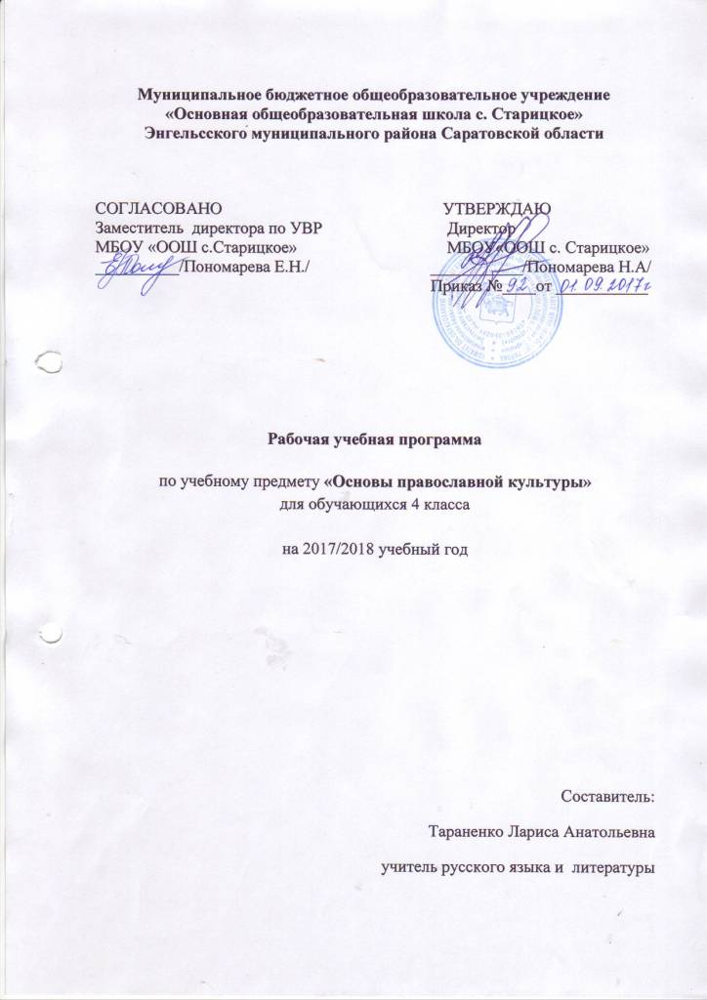 Муниципальное бюджетное общеобразовательное учреждение
«Основная общеобразовательная школа с. Старицкое»
Энгельсского муниципального района Саратовской области
СОГЛАСОВАНО
Заместитель директора по УВР
МБОУ «ООШ с.Старицкое»
/Пономарева Е.Н./
УТВЕРЖДАЮ
Директор
МБОУ «ООШ с. Старицкое»
/Пономарева Н.А/
Приказ № 92 от 01.09.2017г
Рабочая учебная программа
по учебному предмету «Основы православной культуры»
для обучающихся 4 класса
на 2017/2018 учебный год
Составитель:
Тараненко Лариса Анатольевна
учитель русского языка и литературы